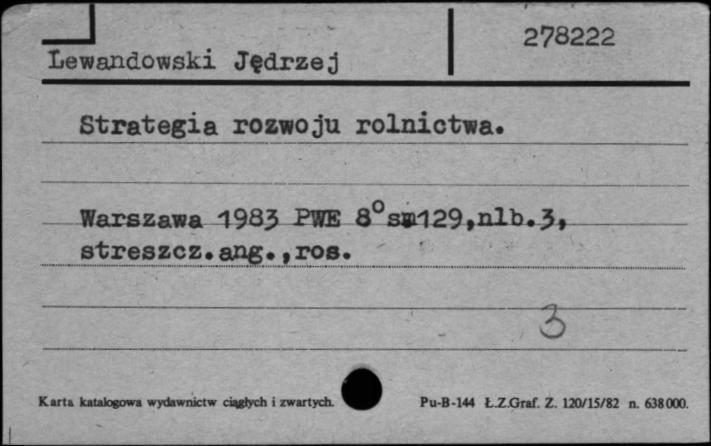 278222
Lewandowski Jędrzej
Strategia rozwoju rolnictwa.
Warszawa 1983 PWE 8° s.129,nlb.3,
streszcz.ang.,ros.
3
Karta katalogowa wydawnictw ciągłych i zwartych. Pu-B-144 Ł.Z.Graf. Z. 120/15/82 n. 638000.